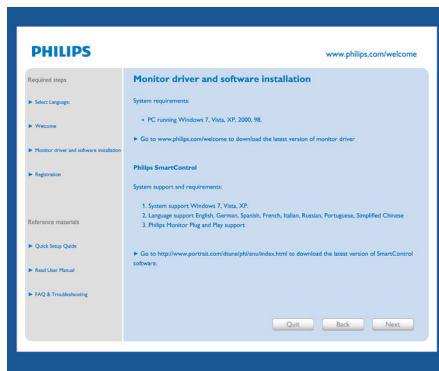 PHILIPS
www.philips.com/welcome
Required steps
Select Language:
Welcome
Monitor driver and software installation
Registration
Reference materials
Quick Setup Guide
Read User Manual
FAQ & Troubleshooting
Monitor driver and software installation
System requirements:
PC running Windows 7, Vista, XP, 2000, 98.
Go to www.philips.com/welcome to download the latest version of monitor driver
Philips SmartControl
System support and requirements:
1. System support Windows 7, Vista, XP.
2. Language support English, German, Spanish, French, Italian, Russian, Portuguese, Simplified Chinese
3. Philips Monitor Plug and Play support
Go to http://www.portrait.com/dtune/phl/enu/index.html to download the latest version of SmartControl
software.
Quit
Back
Next